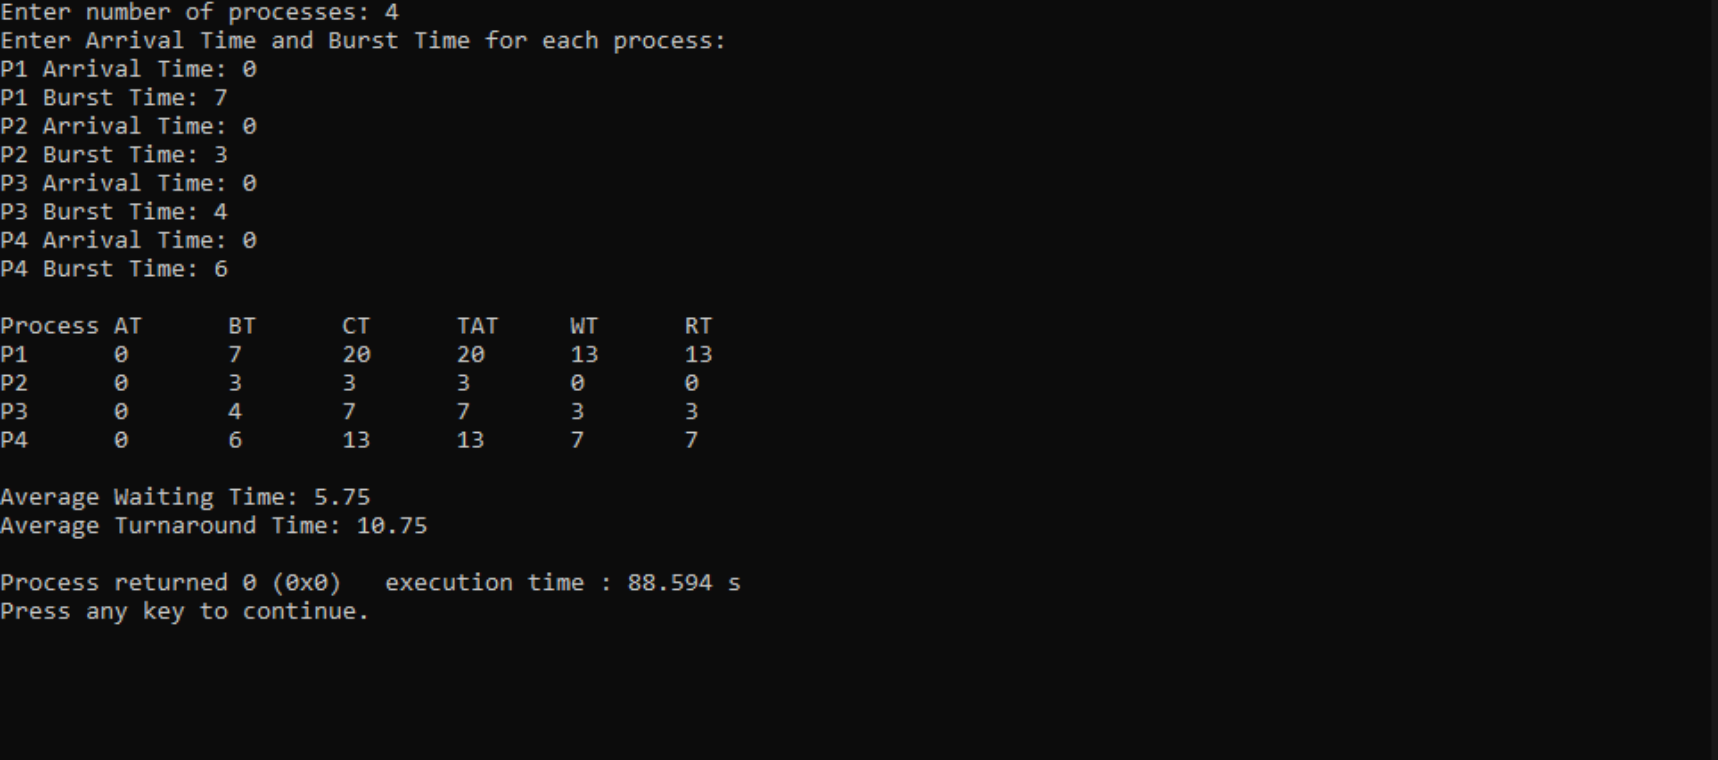 Enter number of processes: 4
Enter Arrival Time and Burst Time for each process:
P1 Arrival Time: 0
P1 Burst Time: 7
P2 Arrival Time: 0
P2 Burst Time: 3
P3 Arrival Time: 0
P3 Burst Time: 4
P4 Arrival Time: 0
P4 Burst Time: 6
Process AT BT CT TAT WT RT
P1 0 7 20 20 13 13
P2 0 3 3 3 0 0
P3 0 4 7 7 3 3
P4 0 6 13 13 7 7
Average Waiting Time: 5.75
Average Turnaround Time: 10.75
Process returned 0 (0x0)   execution time : 88.594 s
Press any key to continue.